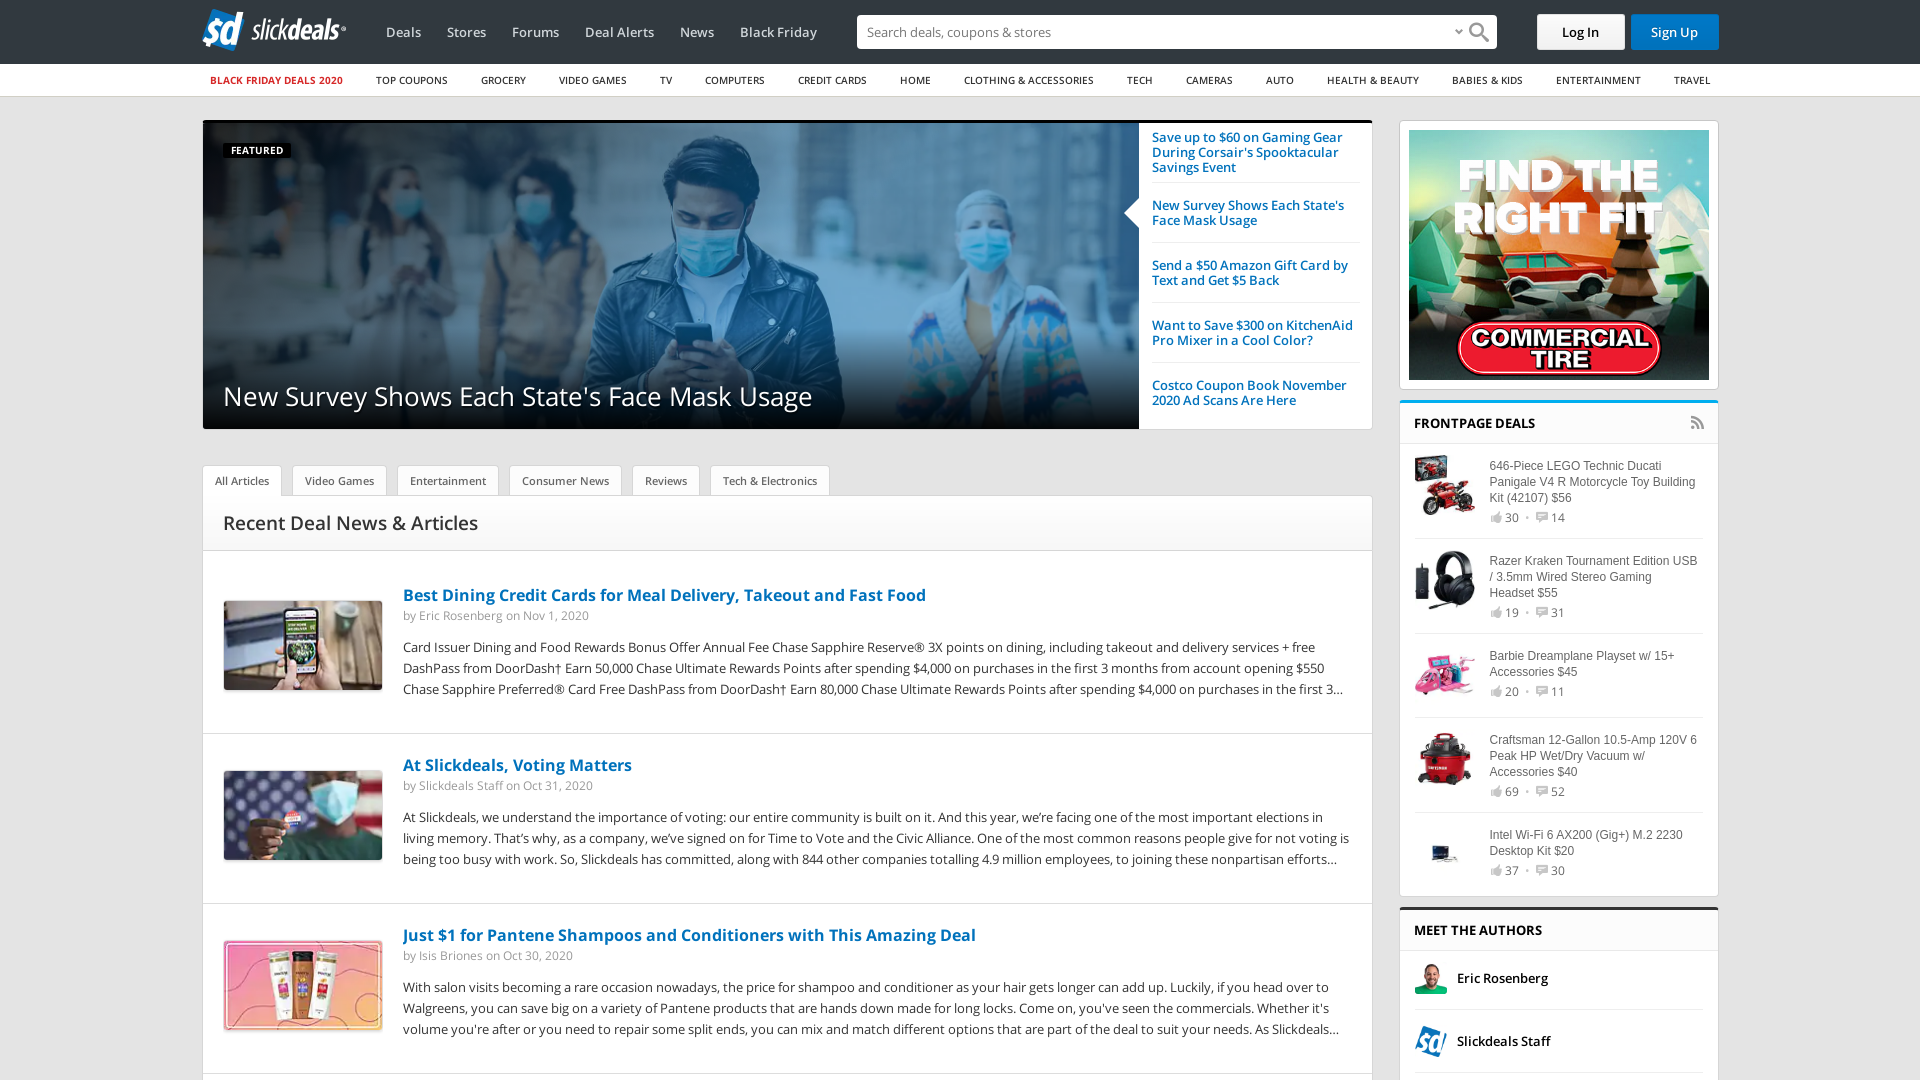 slickdeals®
Deals
Stores
Forums
Deal Alerts
News
Black Friday
Search deals, coupons & stores
Log In
Sign Up
BLACK FRIDAY DEALS 2020
TOP COUPONS
GROCERY
VIDEO GAMES
TV
COMPUTERS
CREDIT CARDS
HOME
CLOTHING & ACCESSORIES
TECH
CAMERAS
AUTO
HEALTH & BEAUTY
BABIES & KIDS
ENTERTAINMENT
TRAVEL
FEATURED
New Survey Shows Each State's Face Mask Usage
Save up to $60 on Gaming Gear
During Corsair's Spooktacular
Savings Event
New Survey Shows Each State's
Face Mask Usage
Send a $50 Amazon Gift Card by
Text and Get $5 Back
Want to Save $300 on KitchenAid
Pro Mixer in a Cool Color?
Costco Coupon Book November
2020 Ad Scans Are Here
FIND THE
RIGHT FIT
COMMERCIAL
TIRE
All Articles
Video Games
Entertainment
Consumer News
Reviews
Tech & Electronics
Recent Deal News & Articles
Best Dining Credit Cards for Meal Delivery, Takeout and Fast Food
by Eric Rosenberg on Nov 1, 2020
Card Issuer Dining and Food Rewards Bonus Offer Annual Fee Chase Sapphire Reserve® 3X points on dining, including takeout and delivery services + free
DashPass from DoorDash† Earn 50,000 Chase Ultimate Rewards Points after spending $4,000 on purchases in the first 3 months from account opening $550
Chase Sapphire Preferred® Card Free DashPass from DoorDash† Earn 80,000 Chase Ultimate Rewards Points after spending $4,000 on purchases in the first 3...
At Slickdeals, Voting Matters
by Slickdeals Staff on Oct 31, 2020
At Slickdeals, we understand the importance of voting: our entire community is built on it. And this year, we’re facing one of the most important elections in
living memory. That’s why, as a company, we’ve signed on for Time to Vote and the Civic Alliance. One of the most common reasons people give for not voting is
being too busy with work. So, Slickdeals has committed, along with 844 other companies totalling 4.9 million employees, to joining these nonpartisan efforts...
Just $1 for Pantene Shampoos and Conditioners with This Amazing Deal
by Isis Briones on Oct 30, 2020
With salon visits becoming a rare occasion nowadays, the price for shampoo and conditioner as your hair gets longer can add up. Luckily, if you head over to
Walgreens, you can save big on a variety of Pantene products that are hands down made for long locks. Come on, you've seen the commercials. Whether it's
volume you're after or you need to repair some split ends, you can mix and match different options that are part of the deal to suit your needs. As Slickdeals...
FRONTPAGE DEALS
646-Piece LEGO Technic Ducati
Panigale V4 R Motorcycle Toy Building
Kit (42107) $56
30 • 14
Razer Kraken Tournament Edition USB
/ 3.5mm Wired Stereo Gaming
Headset $55
19 • 31
Barbie Dreamplane Playset w/ 15+
Accessories $45
20 • 11
Craftsman 12-Gallon 10.5-Amp 120V 6
Peak HP Wet/Dry Vacuum w/
Accessories $40
69 • 52
Intel Wi-Fi 6 AX200 (Gig+) M.2 2230
Desktop Kit $20
37 • 30
MEET THE AUTHORS
Eric Rosenberg
Slickdeals Staff